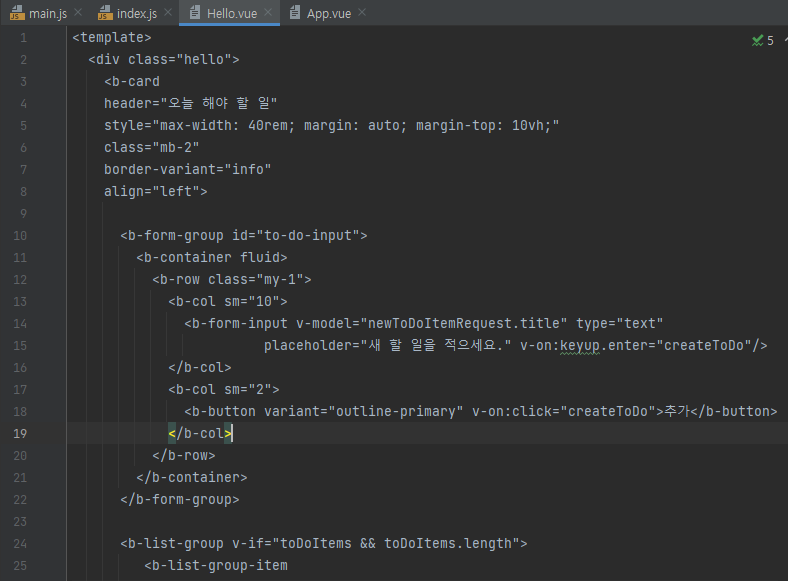 main.js index.js Hello.vue App.vue
1 <template>
2 <div class="hello">
3 <b-card
4 header="오늘 해야 할 일"
5 style="max-width: 40rem; margin: auto; margin-top: 10vh;"
6 class="mb-2"
7 border-variant="info"
8 align="left">
9
10 <b-form-group id="to-do-input">
11 <b-container fluid>
12 <b-row class="my-1">
13 <b-col sm="10">
14 <b-form-input v-model="newToDoItemRequest.title" type="text"
15 placeholder="새 할 일을 적으세요." v-on:keyup.enter="createToDo"/>
16 </b-col>
17 <b-col sm="2">
18 <b-button variant="outline-primary" v-on:click="createToDo">추가</b-button>
19 </b-col>
20 </b-row>
21 </b-container>
22 </b-form-group>
23
24 <b-list-group v-if="toDoItems && toDoItems.length">
25 <b-list-group-item
5